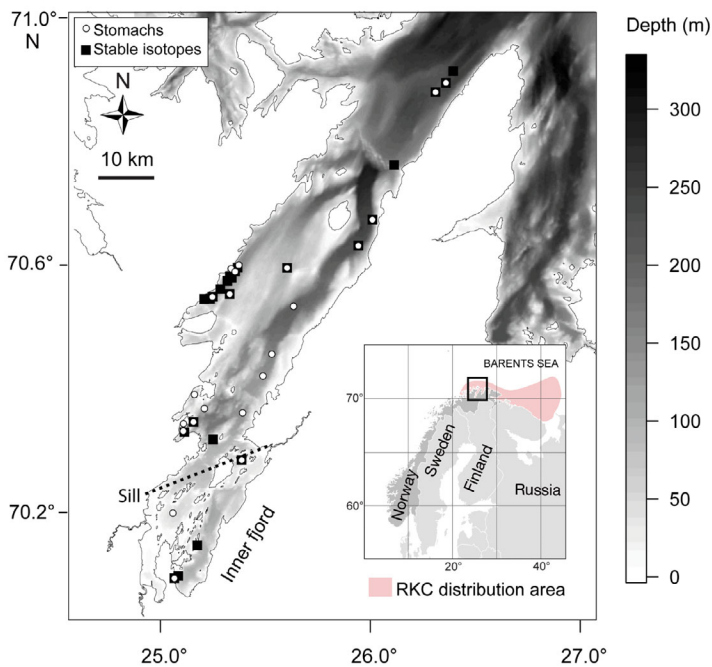 71.0°
N
Stomachs
Stable isotopes
N
10 km
70.6°
70.2°
Sill
Inner fjord
25.0°
26.0°
27.0°
Depth (m)
300
250
200
150
100
50
0
BARENTS SEA
70°
60°
Norway
Sweden
Finland
Russia
0°
20°
40°
RKC distribution area